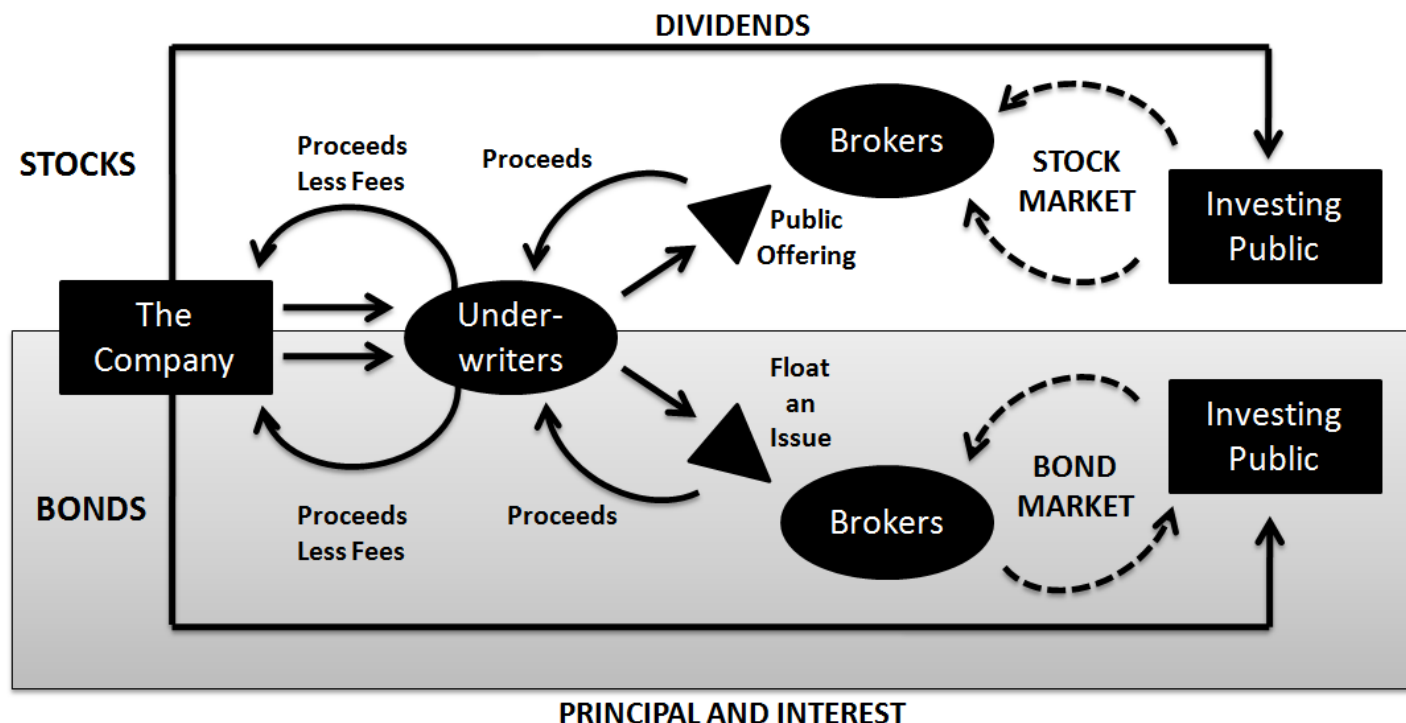 DIVIDENDS
STOCKS
Proceeds
Less Fees
Proceeds
Brokers
STOCK
MARKET
Public
Offering
Investing
Public
The
Company
Under-
writers
Float
an
Issue
BONDS
Proceeds
Less Fees
Proceeds
Brokers
BOND
MARKET
Investing
Public
PRINCIPAL AND INTEREST